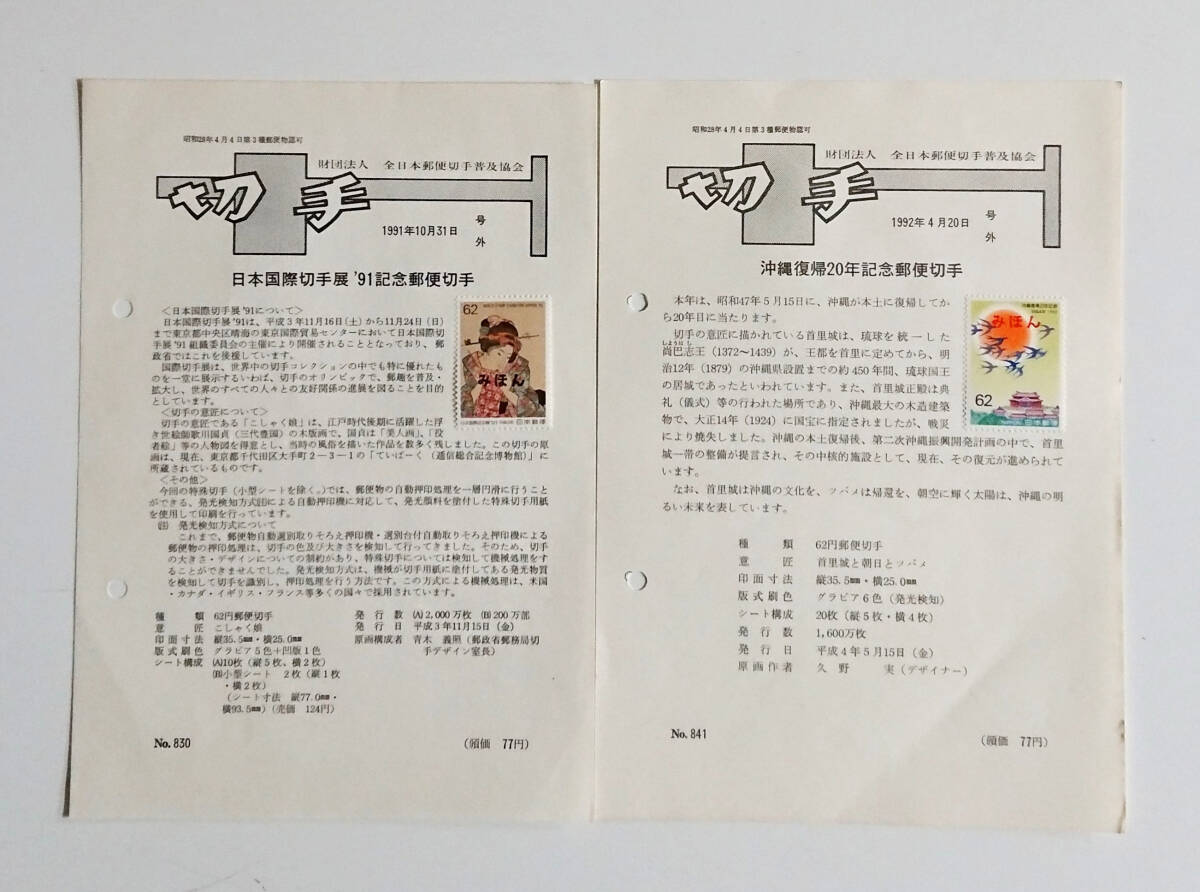 昭和28年4月4日第3種郵便物認可
財団法人 全日本郵便切手普及協会
切手
1991年10月31日
号外
日本国際切手展'91記念郵便切手
<日本国際切手展'91について>
日本国際切手展'91は、平成3年11月16日(土)から11月24日(日)
まで東京都中央区晴海の東京国際貿易センターにおいて日本国際切
手展'91組織委員会の主催により開催されることとなっており、郵
政省ではこれを後援しています。
国際切手展は、世界中の切手コレクションの中でも特に優れたも
のを一堂に展示するいわば、切手のオリンピックで、郵趣を普及・
拡大し、世界のすべての人々との友好関係の進展を図ることを目的
としています。
<切手の意匠について>
切手の意匠である「こしゃく娘」は、江戸時代後期に活躍した浮
き世絵師歌川国貞(三代豊国)の木版画で、国貞は「美人画」、「役
者絵」等の人物図を得意とし、当時の風俗を描いた作品を数多く残しました。この切手の原
画は、現在、東京都千代田区大手町2-3-1の「ていぱーく(逓信総合記念博物館)」に
所蔵されているものです。
<その他>
今回の特殊切手(小型シートを除く。)では、郵便物の自動押印処理を一層円滑に行うこと
ができる、発光検知方式㊟による自動押印機に対応して、発光顔料を塗付した特殊切手用紙
を使用して印刷を行っています。
㊟ 発光検知方式について
これまで、郵便物自動選別取りそろえ押印機・選別台付自動取りそろえ押印機による
郵便物の押印処理は、切手の色及び大きさを検知して行ってきました。そのため、切手
の大きさ・デザインについての制約があり、特殊切手については検知して機械処理をす
ることができませんでした。発光検知方式は、機械が切手用紙に塗付してある発光物質
を検知して切手を識別し、押印処理を行う方法です。この方式による機械処理は、米国
・カナダ・イギリス・フランス等多くの国々で採用されています。
種類 62円郵便切手
意匠 こしゃく娘
印面寸法 縦35.5㎜・横25.0㎜
版式刷色 グラビア5色+凹版1色
シート構成 (A)10枚(縦5枚、横2枚)
(B)小型シート 2枚(縦1枚
・横2枚)
(シート寸法 縦77.0㎜・
横93.5㎜)(売価 124円)
発行数 (A)2,000万枚 (B)200万部
発行日 平成3年11月15日(金)
原画構成者 青木 義照(郵政省郵務局切
手デザイン室長)
No. 830
(頒価 77円)
62
みほん
日本郵便
昭和28年4月4日第3種郵便物認可
財団法人 全日本郵便切手普及協会
切手
1992年4月20日
号外
沖縄復帰20年記念郵便切手
本年は、昭和47年5月15日に、沖縄が本土に復帰してか
ら20年目に当たります。
切手の意匠に描かれている首里城は、琉球を統一した
尚巴志王(1372~1439)が、王都を首里に定めてから、明
しょうはし
治12年(1879)の沖縄県設置までの約450年間、琉球国王
の居城であったといわれています。また、首里城正殿は典
礼(儀式)等の行われた場所であり、沖縄最大の木造建築
物で、大正14年(1924)に国宝に指定されましたが、戦災
により焼失しました。沖縄の本土復帰後、第二次沖縄振興開発計画の中で、首里
城一帯の整備が提言され、その中核的施設として、現在、その復元が進められて
います。
なお、首里城は沖縄の文化を、ツバメは帰還を、朝空に輝く太陽は、沖縄の明
るい未来を表しています。
種類 62円郵便切手
意匠 首里城と朝日とツバメ
印面寸法 縦35.5㎜・横25.0㎜
版式刷色 グラビア6色(発光検知)
シート構成 20枚(縦5枚・横4枚)
発行数 1,600万枚
発行日 平成4年5月15日(金)
原画作者 久野 実(デザイナー)
No. 841
(頒価 77円)
みほん
62
NIPPON 日本郵便